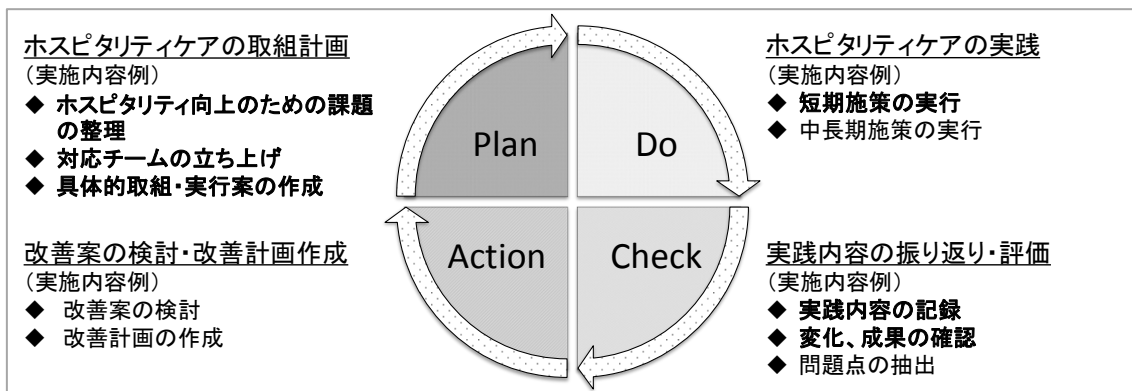 ホスピタリティケアの取組計画
（実施内容例）
◆ ホスピタリティ向上のための課題
の整理
◆ 対応チームの立ち上げ
◆ 具体的取組・実行案の作成
Plan
Do
ホスピタリティケアの実践
（実施内容例）
◆ 短期施策の実行
◆ 中長期施策の実行
改善案の検討・改善計画作成
（実施内容例）
◆ 改善案の検討
◆ 改善計画の作成
Action
Check
実践内容の振り返り・評価
（実施内容例）
◆ 実践内容の記録
◆ 変化、成果の確認
◆ 問題点の抽出